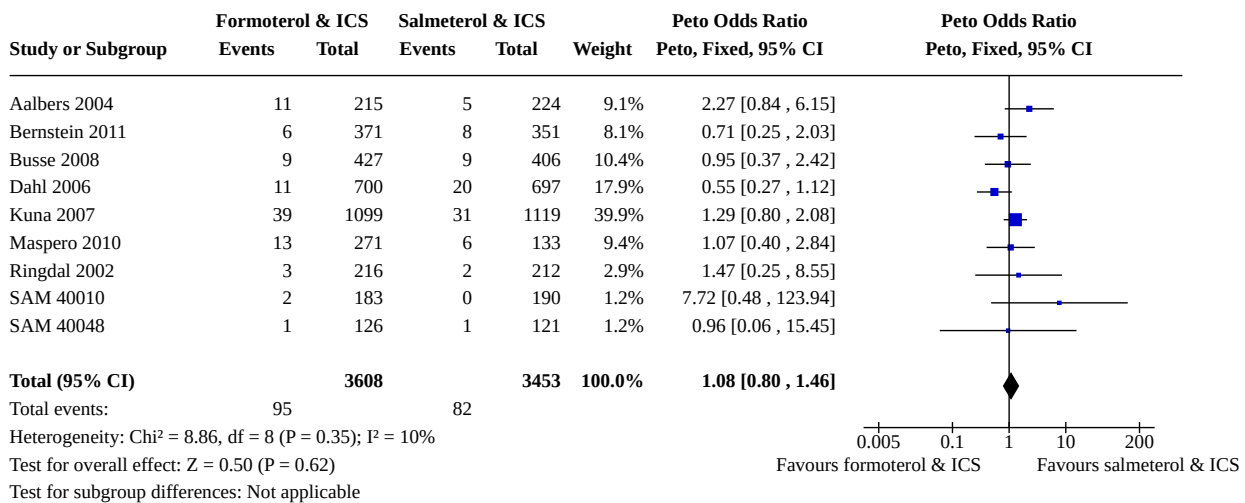 Formoterol & ICS Salmeterol & ICS Peto Odds Ratio Peto Odds Ratio
Study or Subgroup Events Total Events Total Weight Peto, Fixed, 95% CI Peto, Fixed, 95% CI
Aalbers 2004 11 215 5 224 9.1% 2.27 [0.84 , 6.15]
Bernstein 2011 6 371 8 351 8.1% 0.71 [0.25 , 2.03]
Busse 2008 9 427 9 406 10.4% 0.95 [0.37 , 2.42]
Dahl 2006 11 700 20 697 17.9% 0.55 [0.27 , 1.12]
Kuna 2007 39 1099 31 1119 39.9% 1.29 [0.80 , 2.08]
Maspero 2010 13 271 6 133 9.4% 1.07 [0.40 , 2.84]
Ringdal 2002 3 216 2 212 2.9% 1.47 [0.25 , 8.55]
SAM 40010 2 183 0 190 1.2% 7.72 [0.48 , 123.94]
SAM 40048 1 126 1 121 1.2% 0.96 [0.06 , 15.45]
Total (95% CI) 3608 3453 100.0% 1.08 [0.80 , 1.46]
Total events: 95 82
Heterogeneity: Chi² = 8.86, df = 8 (P = 0.35); I² = 10%
0.005 0.1 1 10 200
Test for overall effect: Z = 0.50 (P = 0.62)
Favours formoterol & ICS Favours salmeterol & ICS
Test for subgroup differences: Not applicable